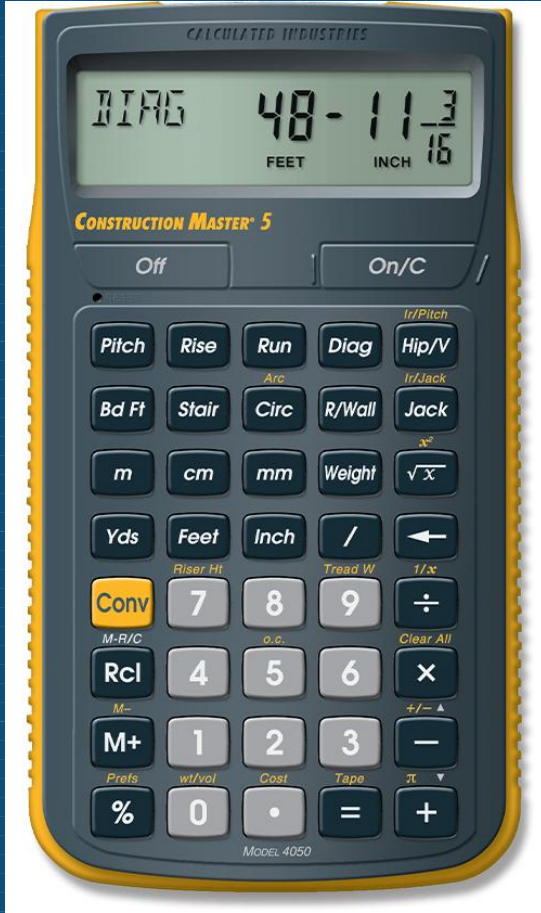 CALCULATED INDUSTRIES
DIAG 48 - 11 3/16
FEET INCH
CONSTRUCTION MASTER® 5
Off On/C
Ir/Pitch
Pitch Rise Run Diag Hip/V
Arc Ir/Jack
Bd Ft Stair Circ R/Wall Jack
x²
m cm mm Weight √x
Yds Feet Inch / ←
Riser Ht Tread W 1/x
Conv 7 8 9 ÷
M-R/C o.c. Clear All
Rcl 4 5 6 ×
M– +/– ▲
M+ 1 2 3 –
Prefs wt/vol Cost Tape π ▼
% 0 • = +
MODEL 4050